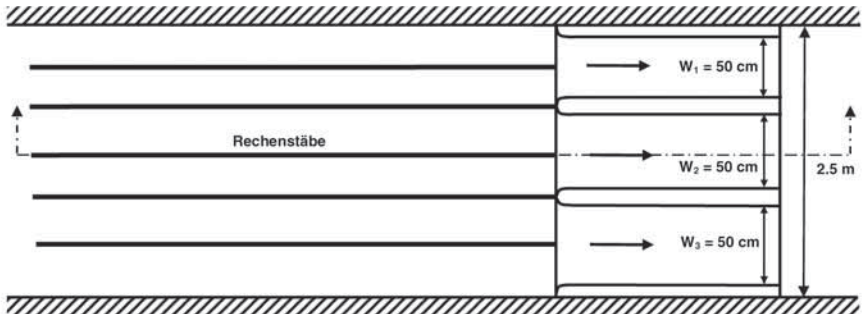 W₁ = 50 cm
Rechenstäbe
W₂ = 50 cm
2.5 m
W₃ = 50 cm